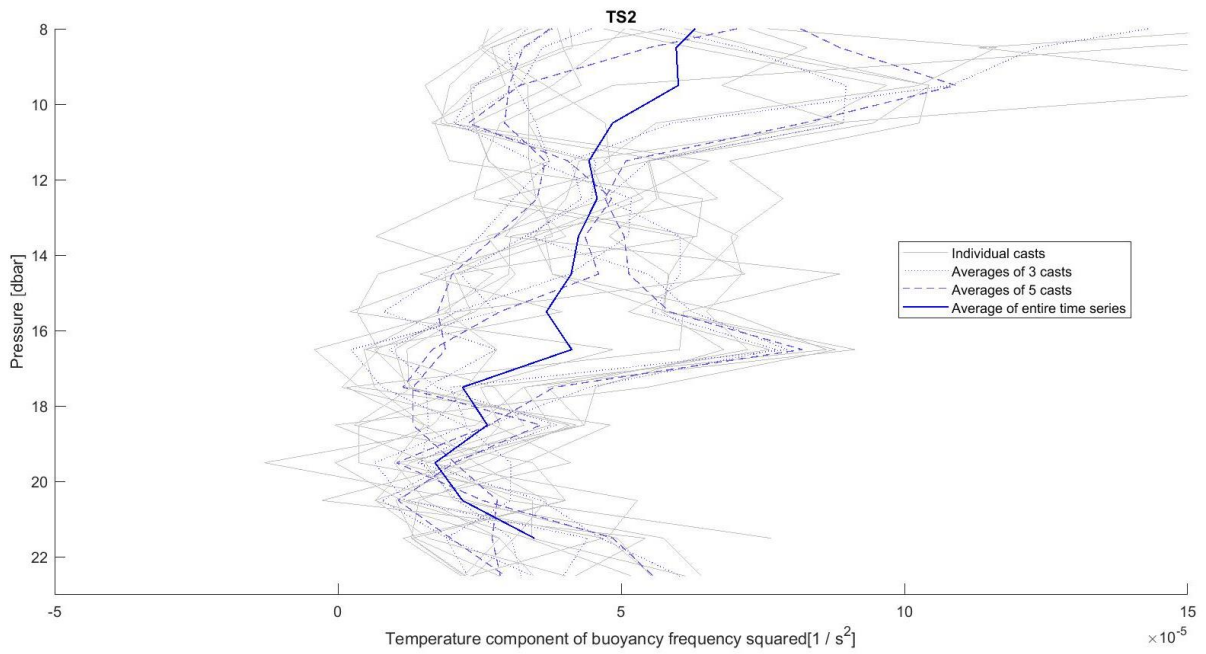 TS2
8
10
12
14
16
18
20
22
Pressure [dbar]
Individual casts
Averages of 3 casts
Averages of 5 casts
Average of entire time series
-5
0
5
10
15
Temperature component of buoyancy frequency squared[1 / s²]
×10⁻⁵